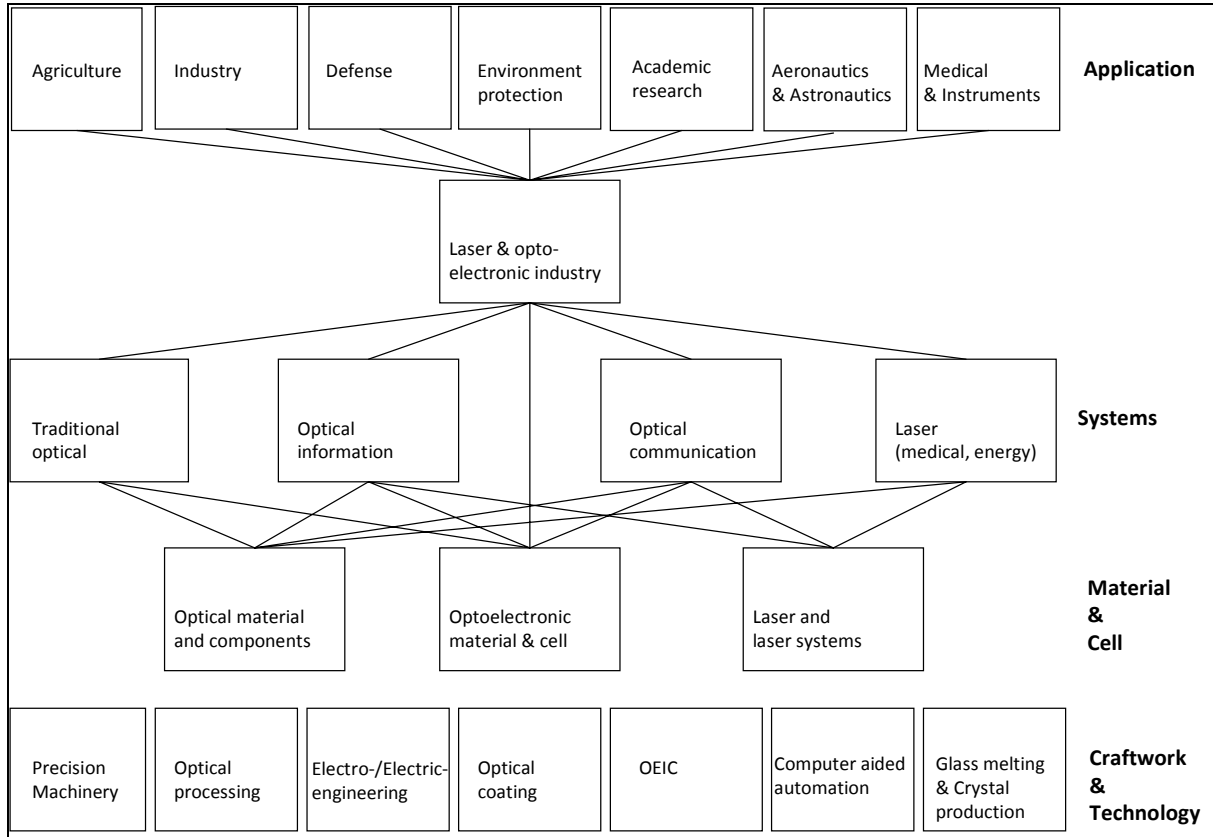 Agriculture
Industry
Defense
Environment
protection
Academic
research
Aeronautics
& Astronautics
Medical
& Instruments
Application
Laser & opto-
electronic industry
Traditional
optical
Optical
information
Optical
communication
Laser
(medical, energy)
Systems
Optical material
and components
Optoelectronic
material & cell
Laser and
laser systems
Material
&
Cell
Precision
Machinery
Optical
processing
Electro-/Electric-
engineering
Optical
coating
OEIC
Computer aided
automation
Glass melting
& Crystal
production
Craftwork
&
Technology